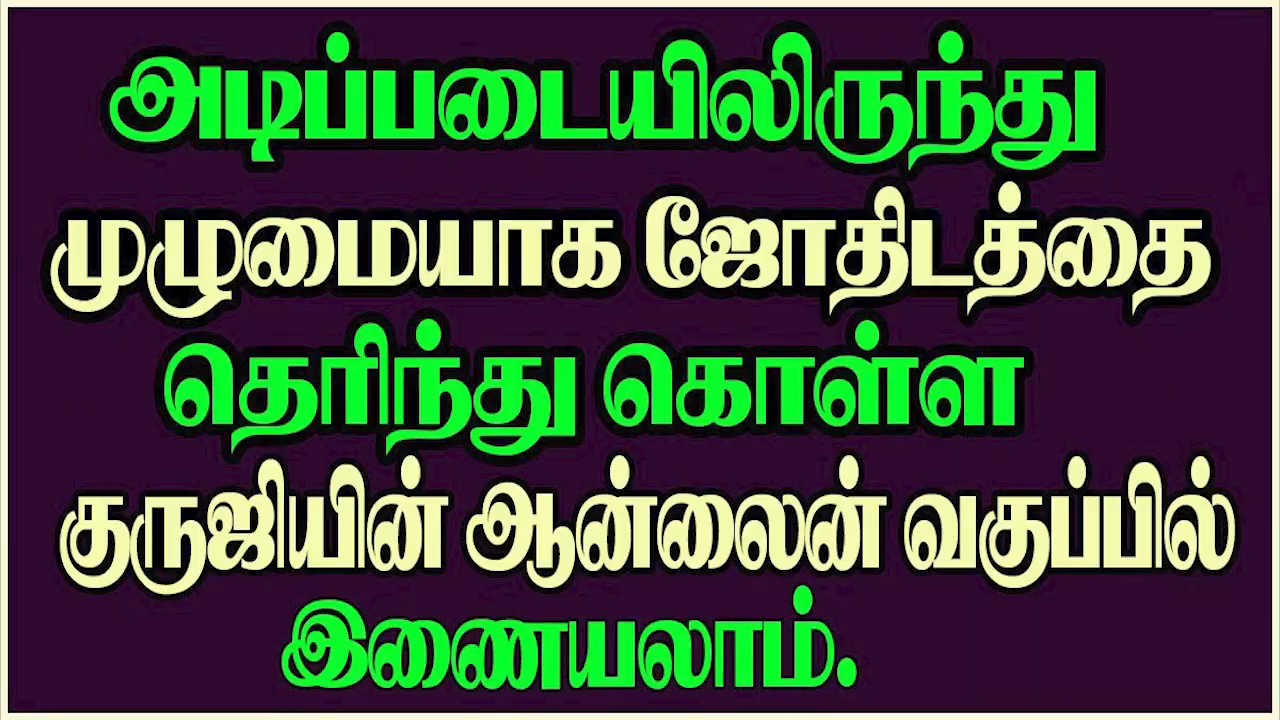 அடிப்படையிலிருந்து
முழுமையாக ஜோதிடத்தை
தெரிந்து கொள்ள
குருஜியின் ஆன்லைன் வகுப்பில்
இணையலாம்.